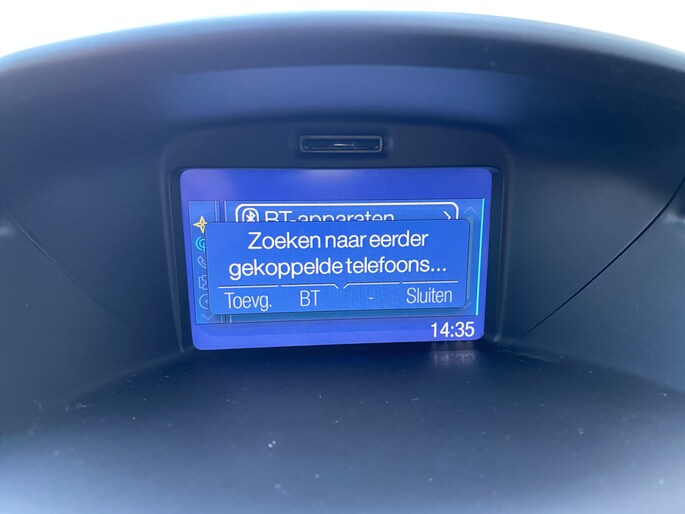 BT-apparaten
Zoeken naar eerder
gekoppelde telefoons...
Toevg. BT - Sluiten
14:35